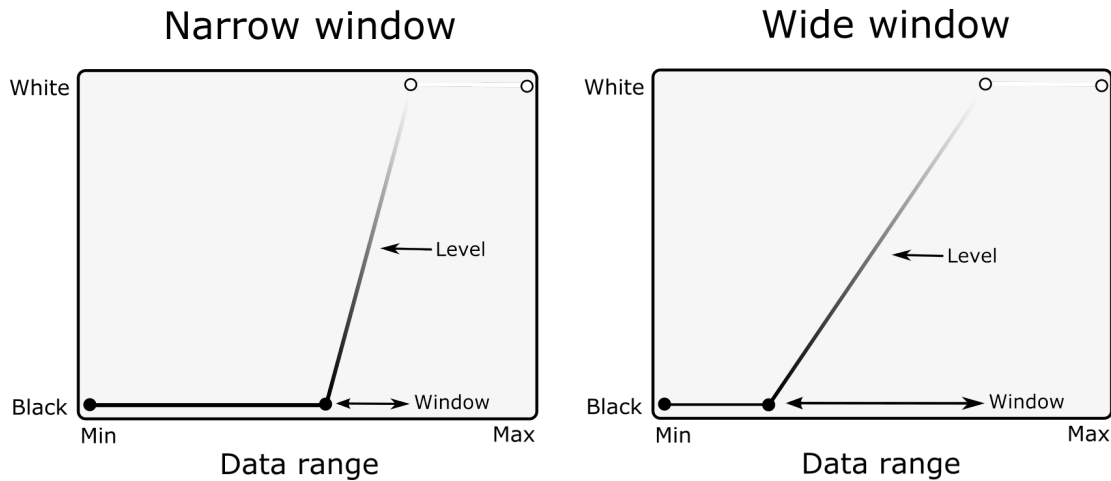 Narrow window
White
Level
Black
Window
Min
Max
Data range
Wide window
White
Level
Black
Window
Min
Max
Data range